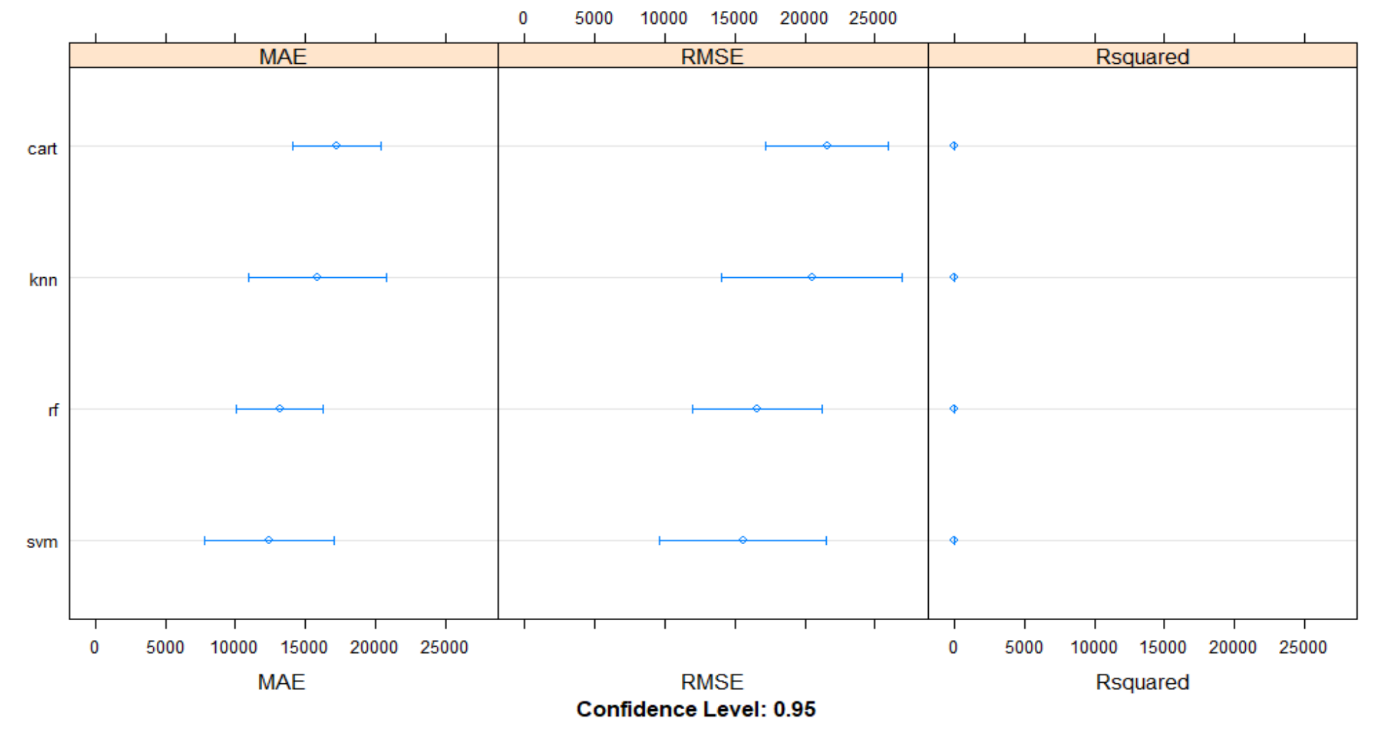 0 5000 10000 15000 20000 25000
MAE RMSE Rsquared
cart
knn
rf
svm
0 5000 10000 15000 20000 25000 0 5000 10000 15000 20000 25000
MAE RMSE Rsquared
Confidence Level: 0.95